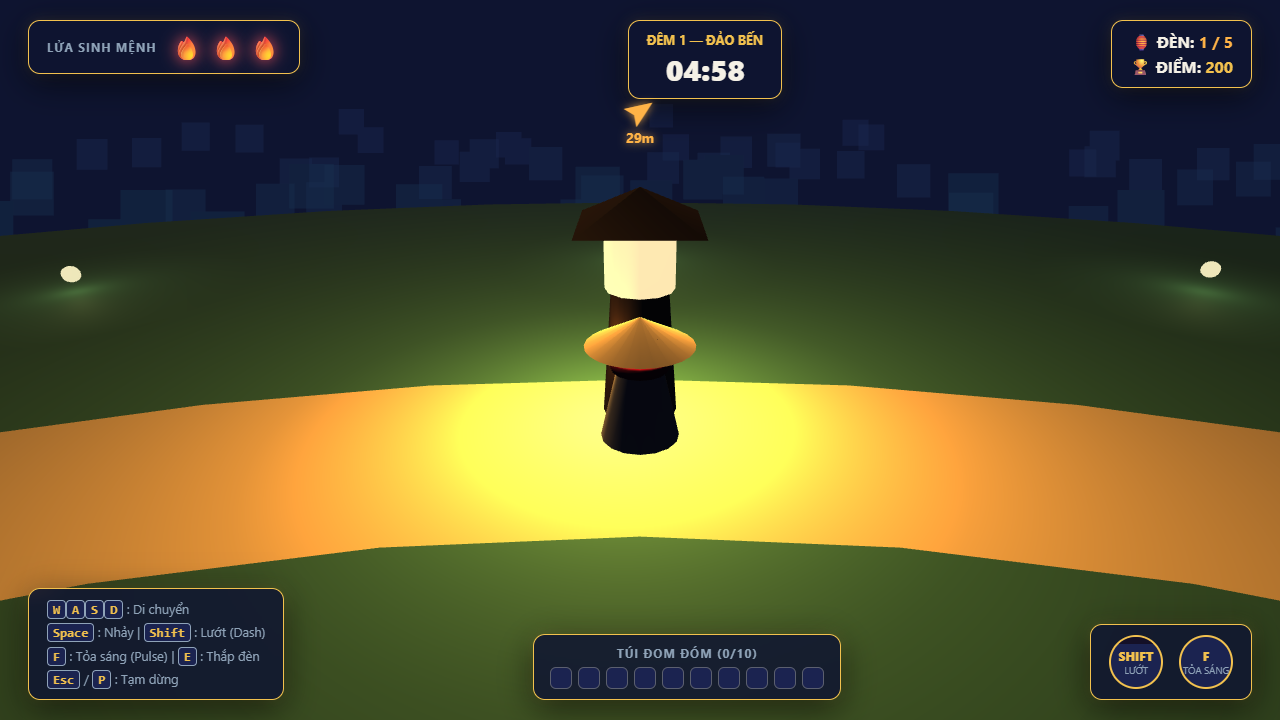 LỬA SINH MỆNH
ĐÊM 1 — ĐẢO BẾN
04:58
ĐÈN: 1 / 5
ĐIỂM: 200
29m
W A S D : Di chuyển
Space : Nhảy | Shift : Lướt (Dash)
F : Tỏa sáng (Pulse) | E : Thắp đèn
Esc / P : Tạm dừng
TÚI ĐOM ĐÓM (0/10)
SHIFT
LƯỚT
F
TỎA SÁNG